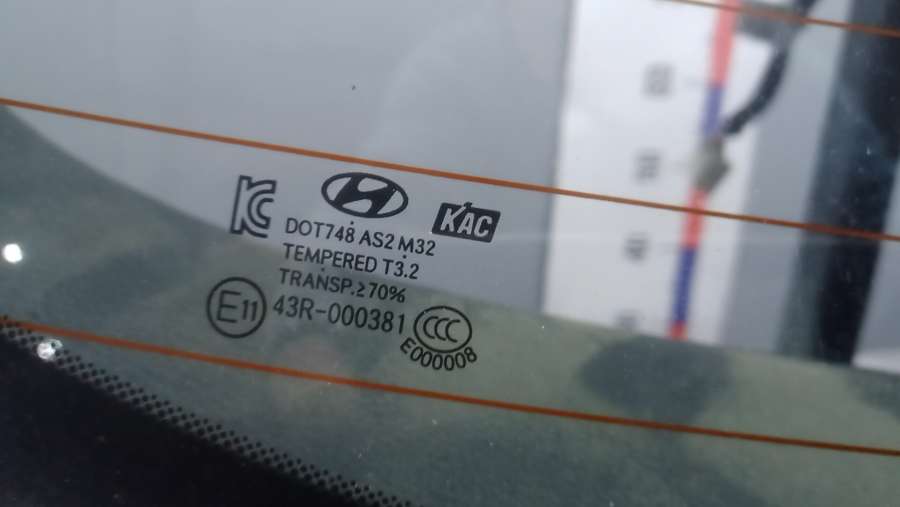 KC
KAC
DOT748 AS2 M32
TEMPERED T3.2
TRANSP.≥70%
E11 43R-000381 CCC
E000008